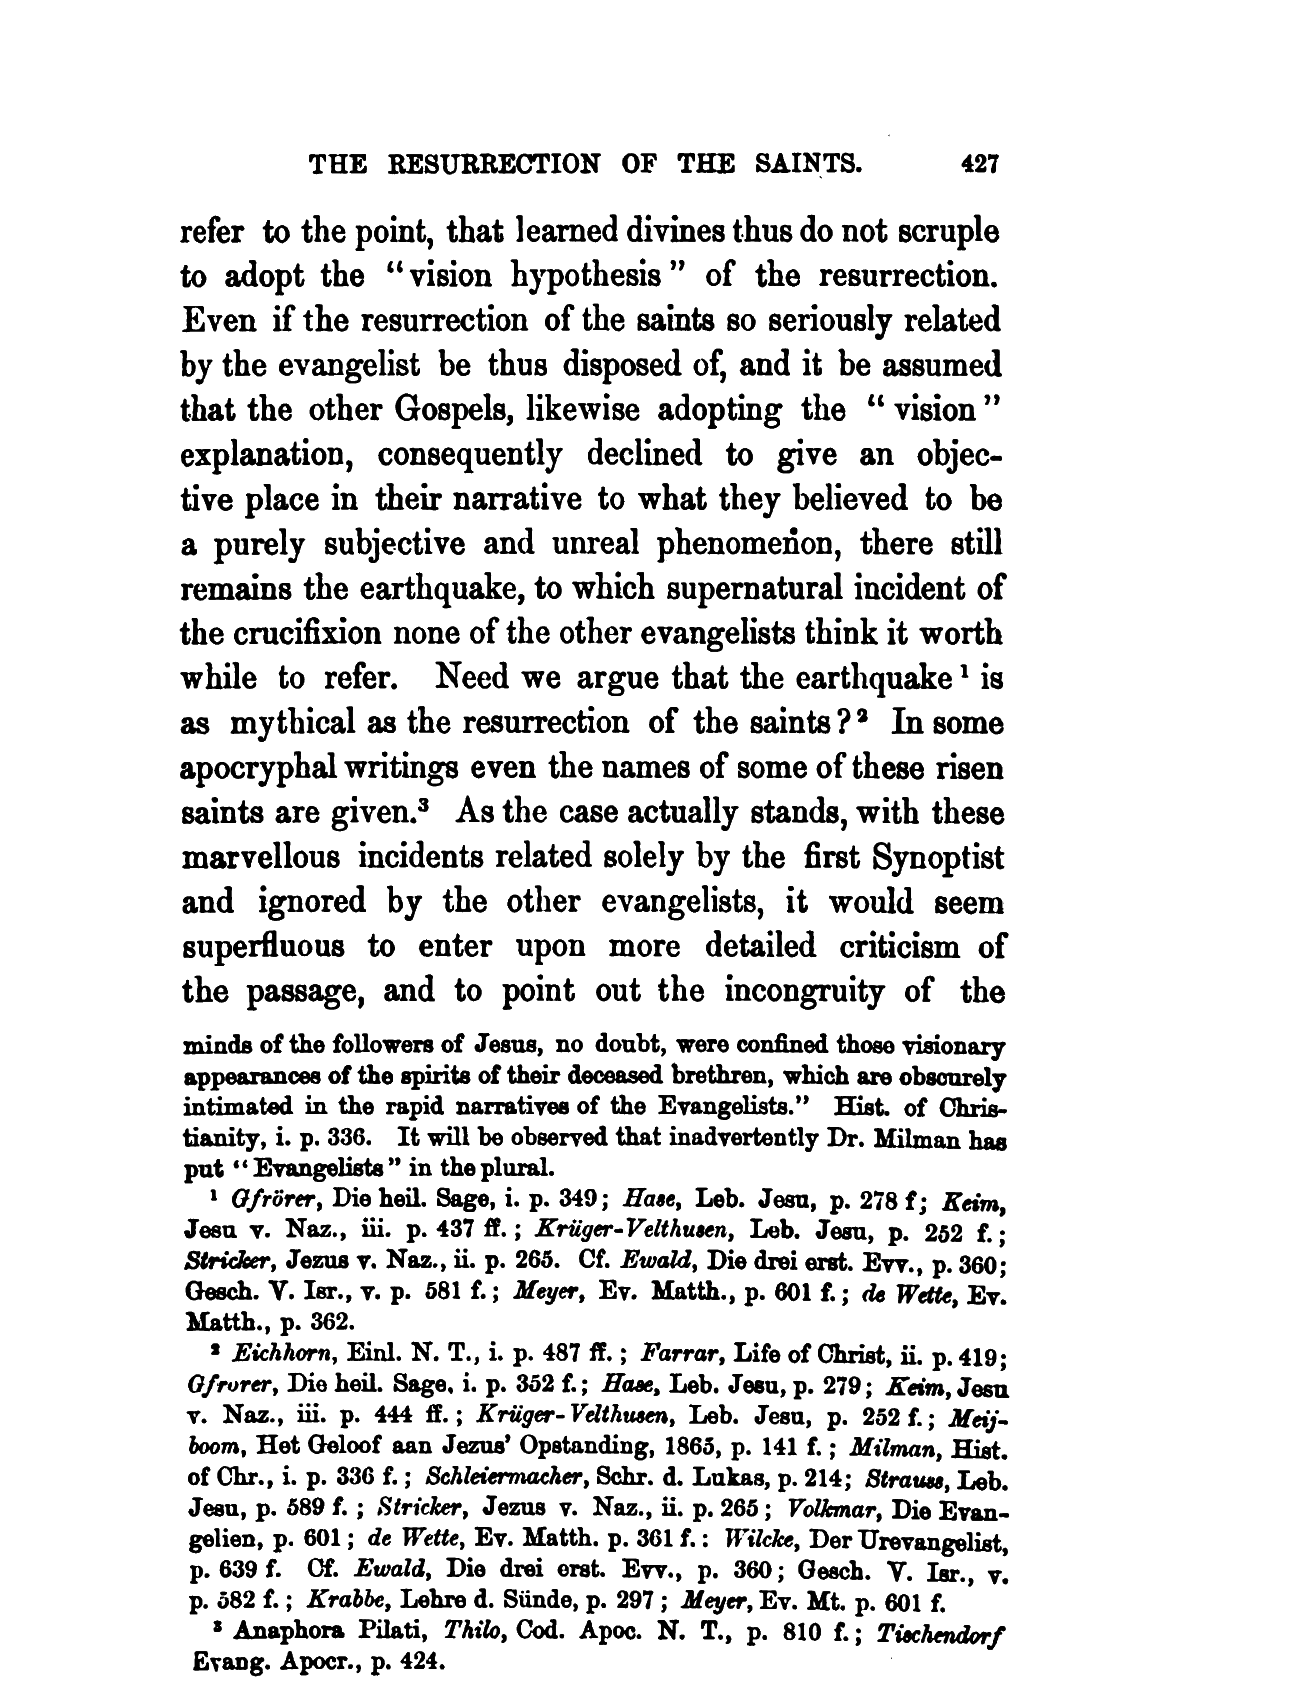 THE RESURRECTION OF THE SAINTS. 427
refer to the point, that learned divines thus do not scruple
to adopt the "vision hypothesis" of the resurrection.
Even if the resurrection of the saints so seriously related
by the evangelist be thus disposed of, and it be assumed
that the other Gospels, likewise adopting the "vision"
explanation, consequently declined to give an objec-
tive place in their narrative to what they believed to be
a purely subjective and unreal phenomenon, there still
remains the earthquake, to which supernatural incident of
the crucifixion none of the other evangelists think it worth
while to refer. Need we argue that the earthquake ¹ is
as mythical as the resurrection of the saints?² In some
apocryphal writings even the names of some of these risen
saints are given.³ As the case actually stands, with these
marvellous incidents related solely by the first Synoptist
and ignored by the other evangelists, it would seem
superfluous to enter upon more detailed criticism of
the passage, and to point out the incongruity of the
minds of the followers of Jesus, no doubt, were confined those visionary
appearances of the spirits of their deceased brethren, which are obscurely
intimated in the rapid narratives of the Evangelists." Hist. of Chris-
tianity, i. p. 336. It will be observed that inadvertently Dr. Milman has
put "Evangelists" in the plural.
¹ Gfrörer, Die heil. Sage, i. p. 349; Hase, Leb. Jesu, p. 278 f; Keim,
Jesu v. Naz., iii. p. 437 ff.; Krüger-Velthusen, Leb. Jesu, p. 252 f.;
Stricker, Jezus v. Naz., ii. p. 265. Cf. Ewald, Die drei erst. Evv., p. 360;
Gesch. V. Isr., v. p. 581 f.; Meyer, Ev. Matth., p. 601 f.; de Wette, Ev.
Matth., p. 362.
² Eichhorn, Einl. N. T., i. p. 487 ff.; Farrar, Life of Christ, ii. p. 419;
Gfrorer, Die heil. Sage, i. p. 352 f.; Hase, Leb. Jesu, p. 279; Keim, Jesu
v. Naz., iii. p. 444 ff.; Krüger-Velthusen, Leb. Jesu, p. 252 f.; Meij-
boom, Het Geloof aan Jezus' Opstanding, 1865, p. 141 f.; Milman, Hist.
of Chr., i. p. 336 f.; Schleiermacher, Schr. d. Lukas, p. 214; Strauss, Leb.
Jesu, p. 589 f.; Stricker, Jezus v. Naz., ii. p. 265; Volkmar, Die Evan-
gelien, p. 601; de Wette, Ev. Matth. p. 361 f.: Wilcke, Der Urevangelist,
p. 639 f. Cf. Ewald, Die drei erst. Evv., p. 360; Gesch. V. Isr., v.
p. 582 f.; Krabbe, Lehre d. Sünde, p. 297; Meyer, Ev. Mt. p. 601 f.
³ Anaphora Pilati, Thilo, Cod. Apoc. N. T., p. 810 f.; Tischendorf
Evang. Apocr., p. 424.